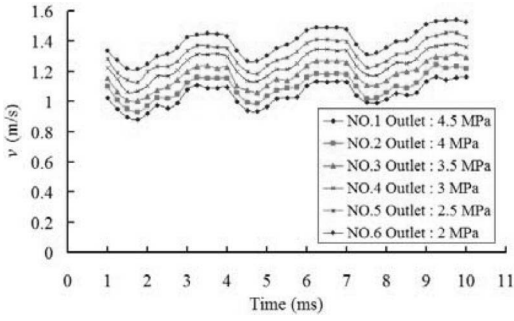 1.6
1.4
1.2
1
0.8
0.6
0.4
0.2
0
v (m/s)
NO.1 Outlet : 4.5 MPa
NO.2 Outlet : 4 MPa
NO.3 Outlet : 3.5 MPa
NO.4 Outlet : 3 MPa
NO.5 Outlet : 2.5 MPa
NO.6 Outlet : 2 MPa
0 1 2 3 4 5 6 7 8 9 10 11
Time (ms)